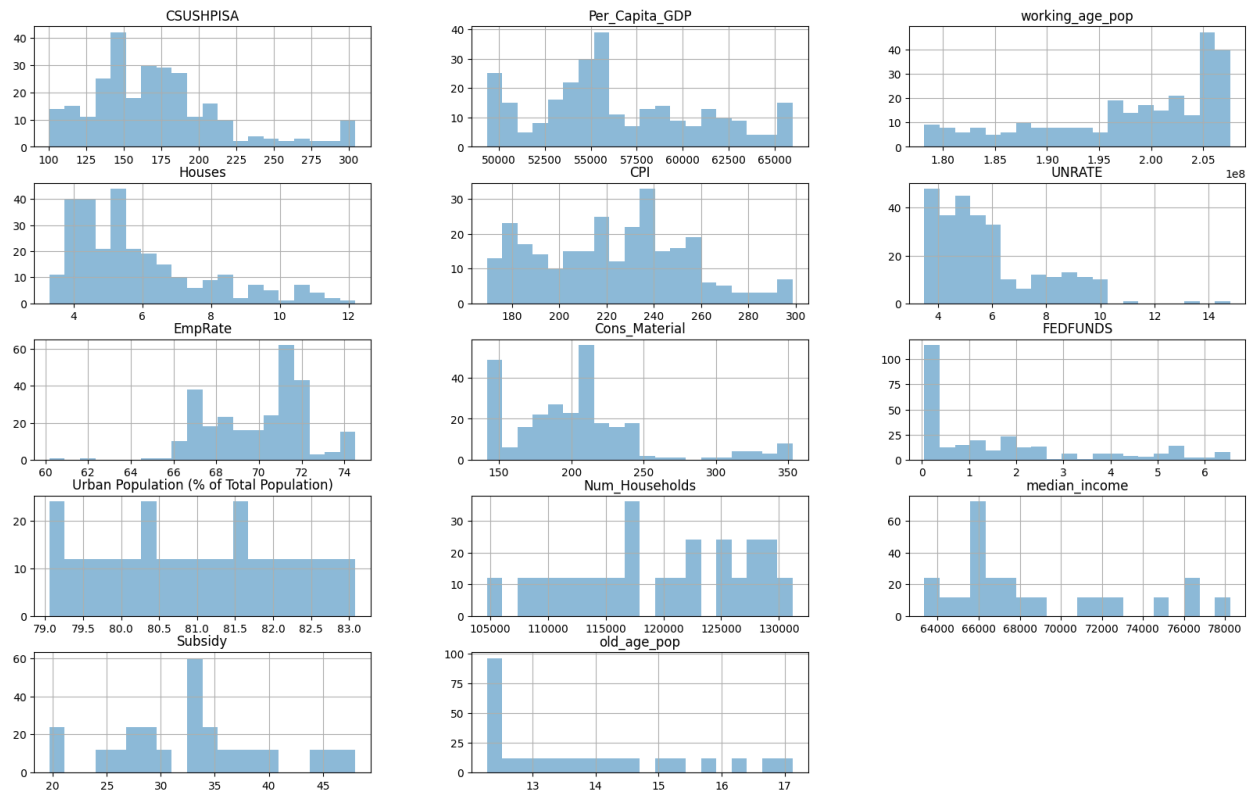 CSUSHPISA Per_Capita_GDP working_age_pop
40
30
20
10
0
100 125 150 175 200 225 250 275 300
40
30
20
10
0
50000 52500 55000 57500 60000 62500 65000
40
30
20
10
0
1.80 1.85 1.90 1.95 2.00 2.05
1e8
Houses CPI UNRATE
40
30
20
10
0
4 6 8 10 12
30
20
10
0
180 200 220 240 260 280 300
40
20
0
4 6 8 10 12 14
EmpRate Cons_Material FEDFUNDS
60
40
20
0
60 62 64 66 68 70 72 74
40
20
0
150 200 250 300 350
100
75
50
25
0
0 1 2 3 4 5 6
Urban Population (% of Total Population) Num_Households median_income
20
10
0
79.0 79.5 80.0 80.5 81.0 81.5 82.0 82.5 83.0
30
20
10
0
105000 110000 115000 120000 125000 130000
60
40
20
0
64000 66000 68000 70000 72000 74000 76000 78000
Subsidy old_age_pop
60
40
20
0
20 25 30 35 40 45
100
75
50
25
0
13 14 15 16 17